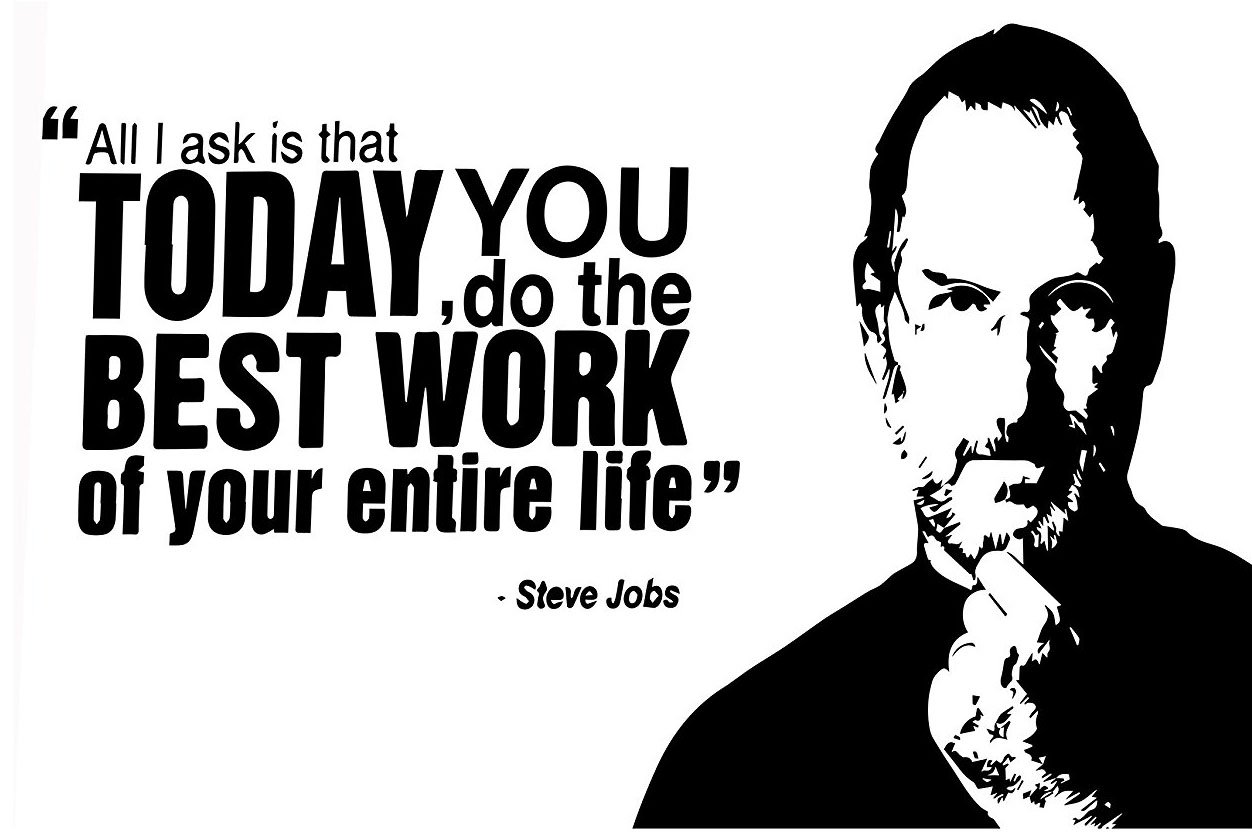 “All I ask is that
TODAY YOU
,do the
BEST WORK
of your entire life”
- Steve Jobs